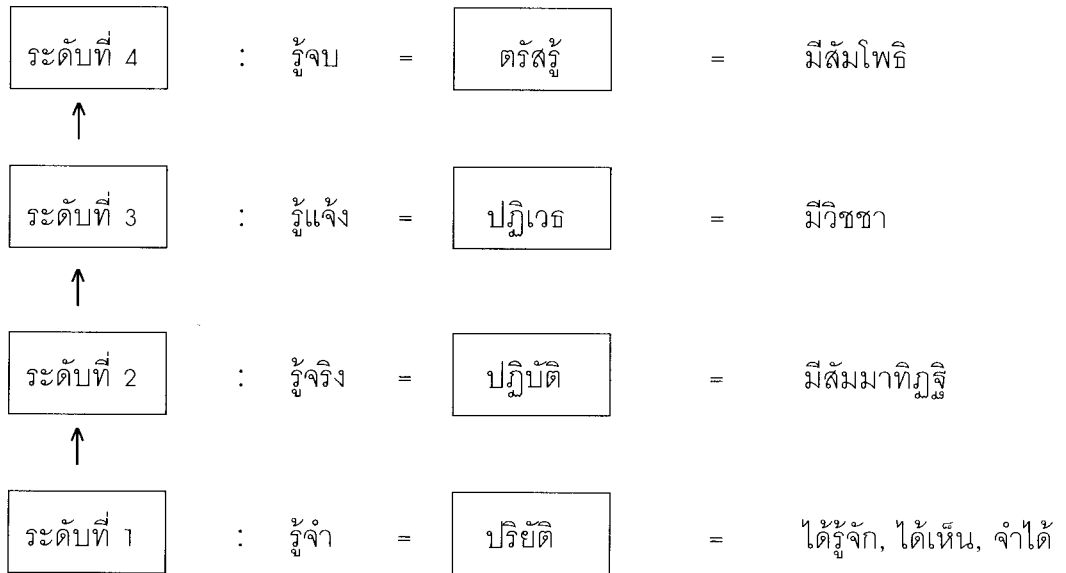 ระดับที่ 4 : รู้จบ = ตรัสรู้ = มีสัมโพธิ
ระดับที่ 3 : รู้แจ้ง = ปฏิเวธ = มีวิชชา
ระดับที่ 2 : รู้จริง = ปฏิบัติ = มีสัมมาทิฏฐิ
ระดับที่ 1 : รู้จำ = ปริยัติ = ได้รู้จัก, ได้เห็น, จำได้